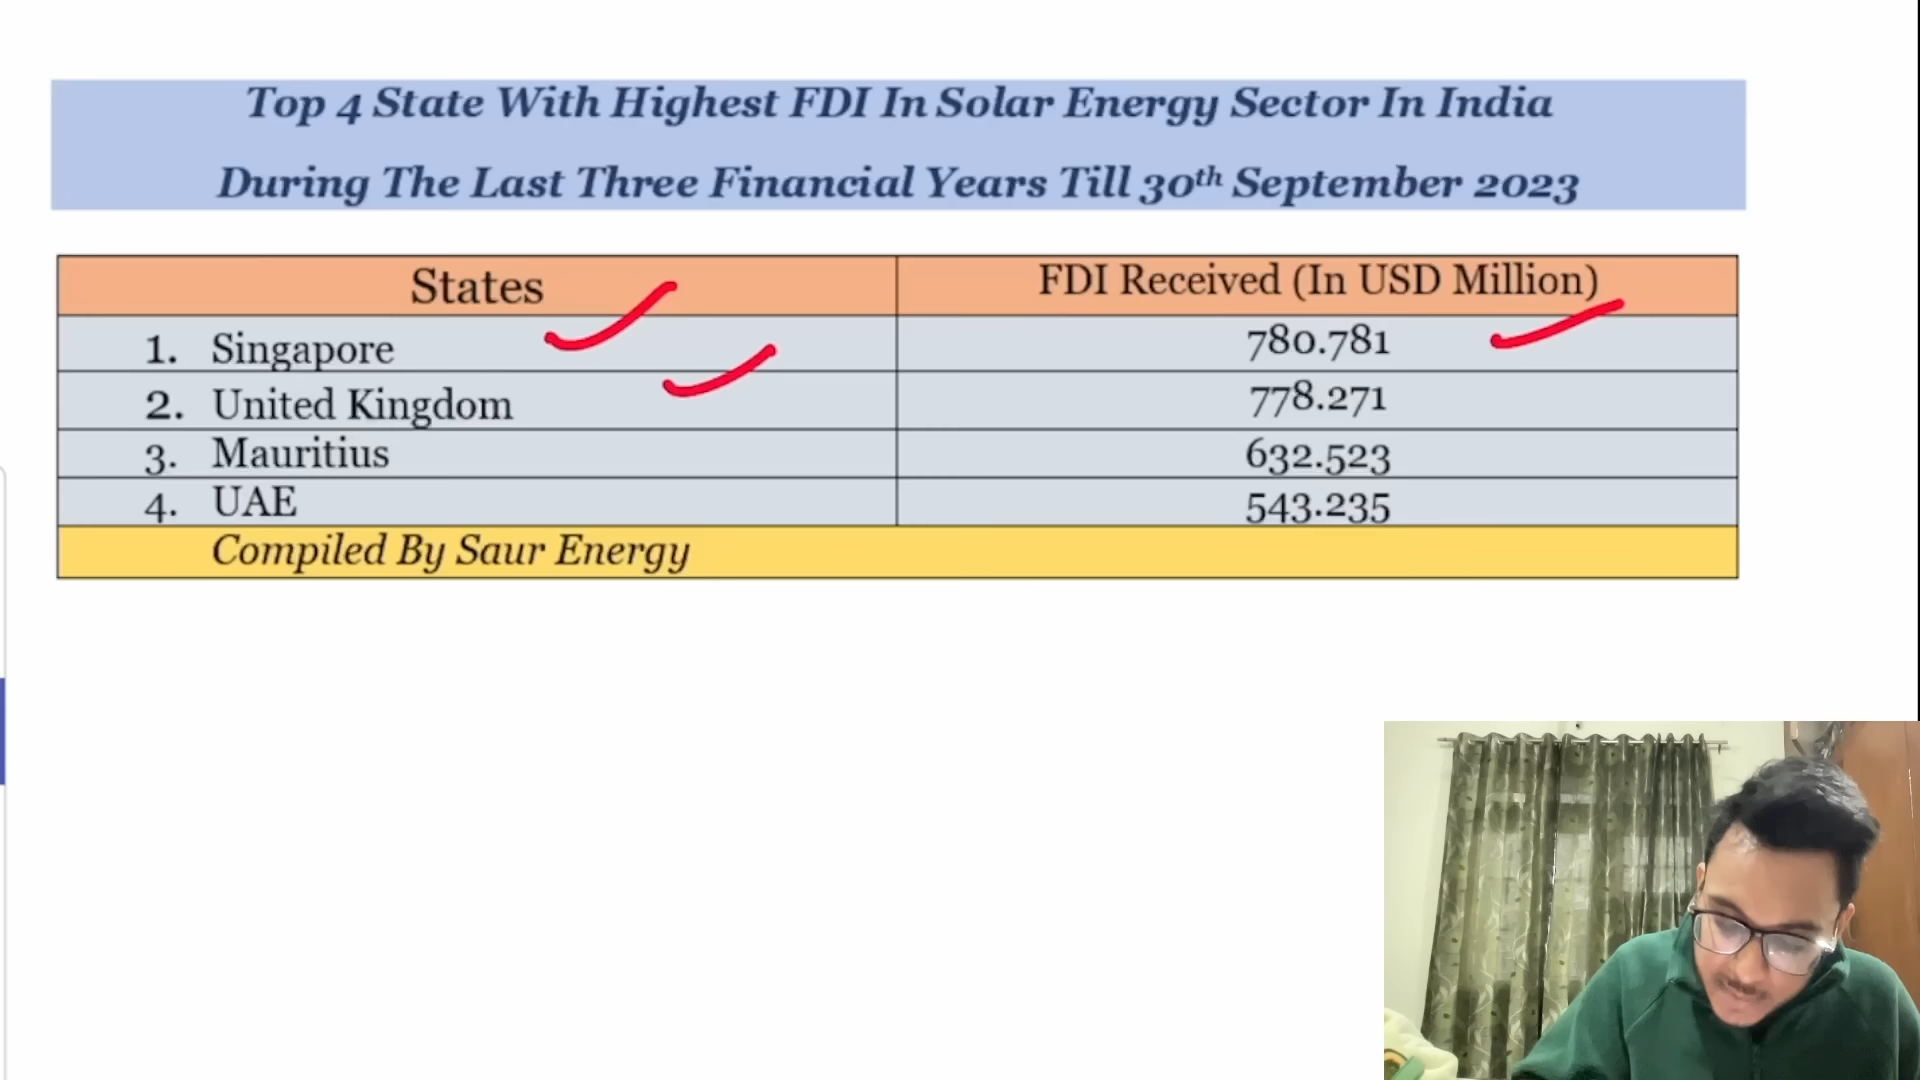 Top 4 State With Highest FDI In Solar Energy Sector In India
During The Last Three Financial Years Till 30th September 2023
States FDI Received (In USD Million)
1. Singapore 780.781
2. United Kingdom 778.271
3. Mauritius 632.523
4. UAE 543.235
Compiled By Saur Energy